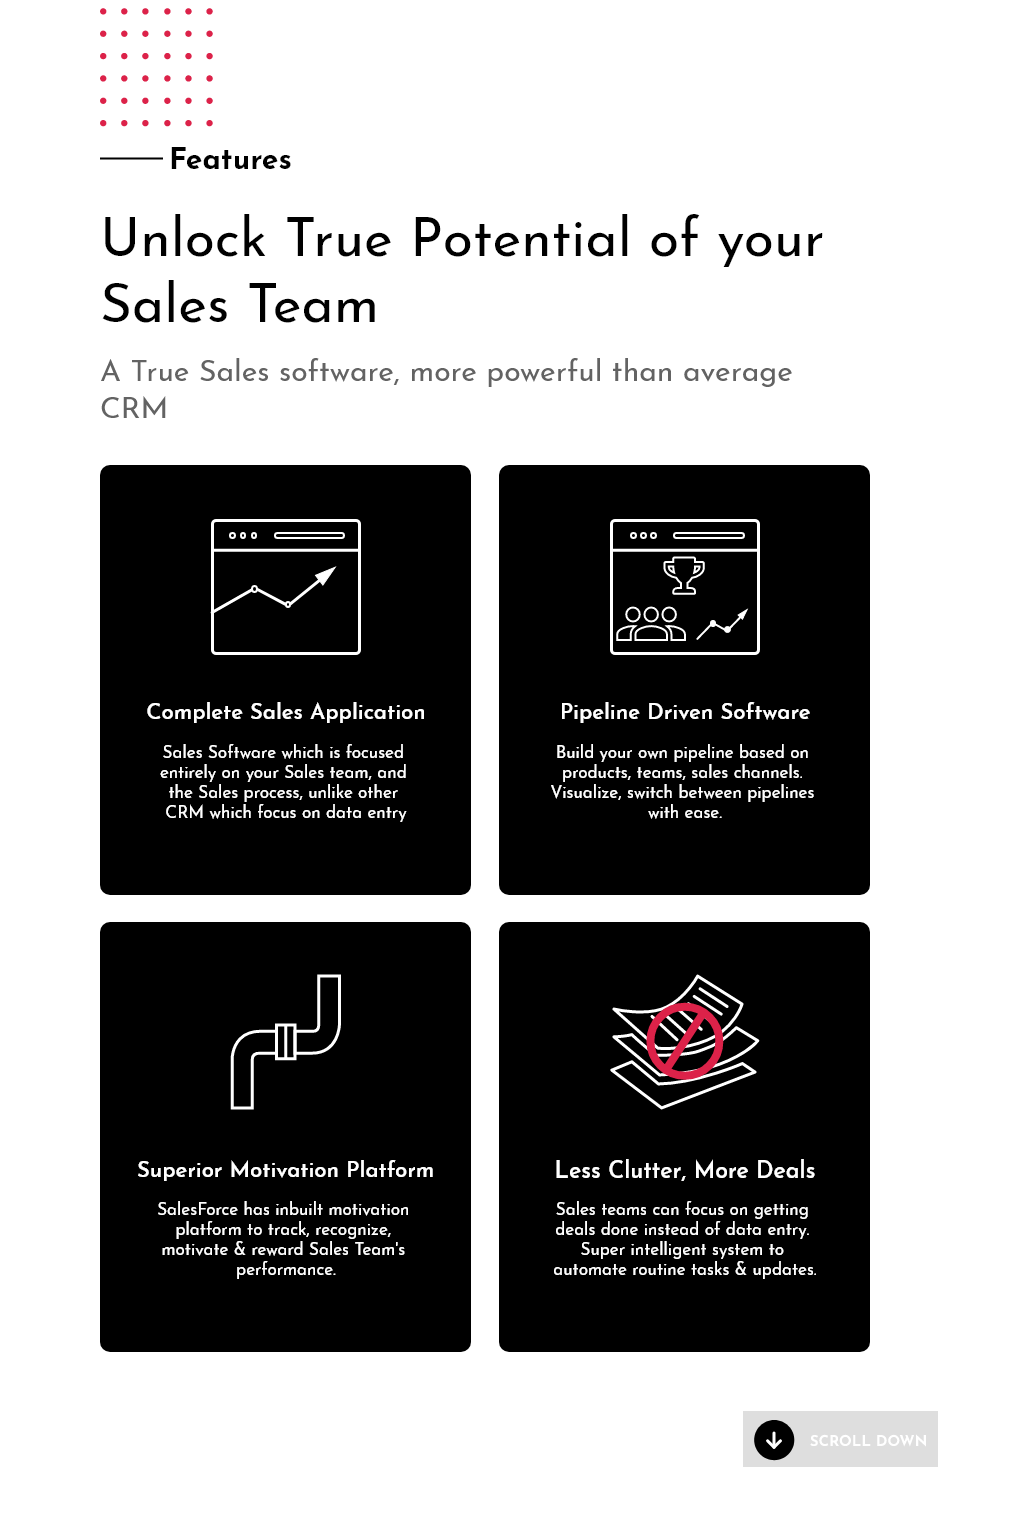 Features
Unlock True Potential of your
Sales Team
A True Sales software, more powerful than average
CRM
Complete Sales Application
Sales Software which is focused
entirely on your Sales team, and
the Sales process, unlike other
CRM which focus on data entry
Pipeline Driven Software
Build your own pipeline based on
products, teams, sales channels.
Visualize, switch between pipelines
with ease.
Superior Motivation Platform
SalesForce has inbuilt motivation
platform to track, recognize,
motivate & reward Sales Team's
performance.
Less Clutter, More Deals
Sales teams can focus on getting
deals done instead of data entry.
Super intelligent system to
automate routine tasks & updates.
SCROLL DOWN